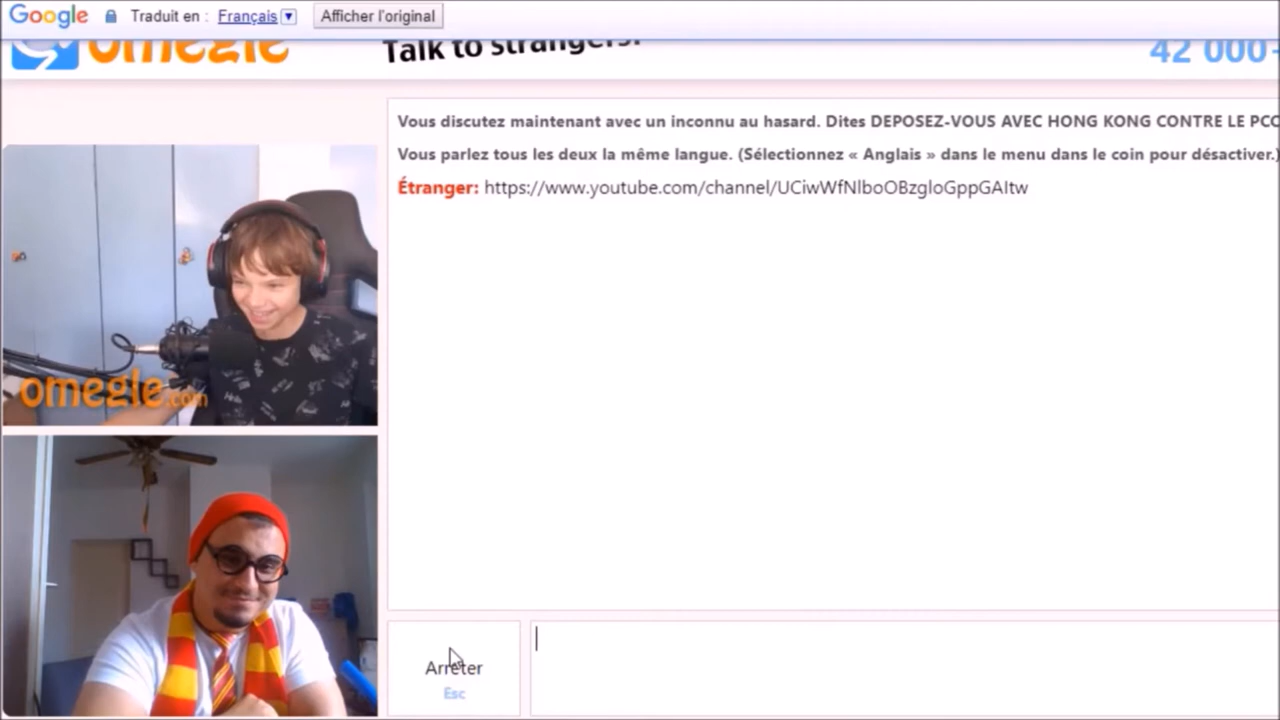 Google Traduit en : Français Afficher l'original
omegle Talk to strangers! 42 000+
Vous discutez maintenant avec un inconnu au hasard. Dites DEPOSEZ-VOUS AVEC HONG KONG CONTRE LE PCC
Vous parlez tous les deux la même langue. (Sélectionnez « Anglais » dans le menu dans le coin pour désactiver.)
Étranger: https://www.youtube.com/channel/UCiwWfNlboOBzgloGppGAItw
omegle.com
Arrêter
Esc